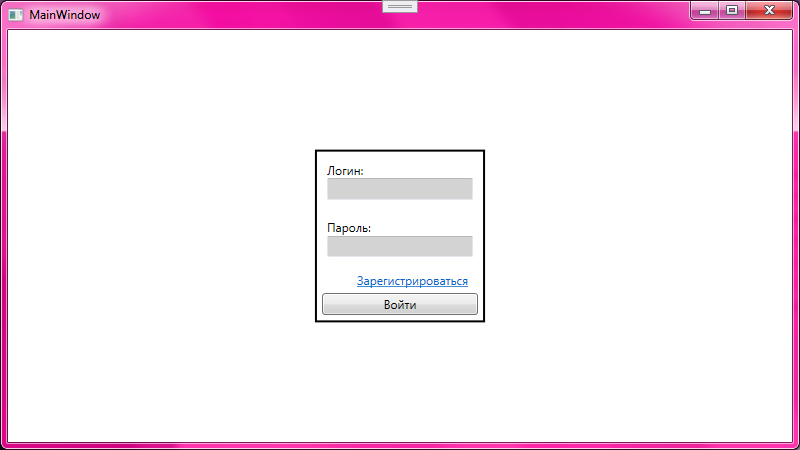 MainWindow
Логин:
Пароль:
Зарегистрироваться
Войти